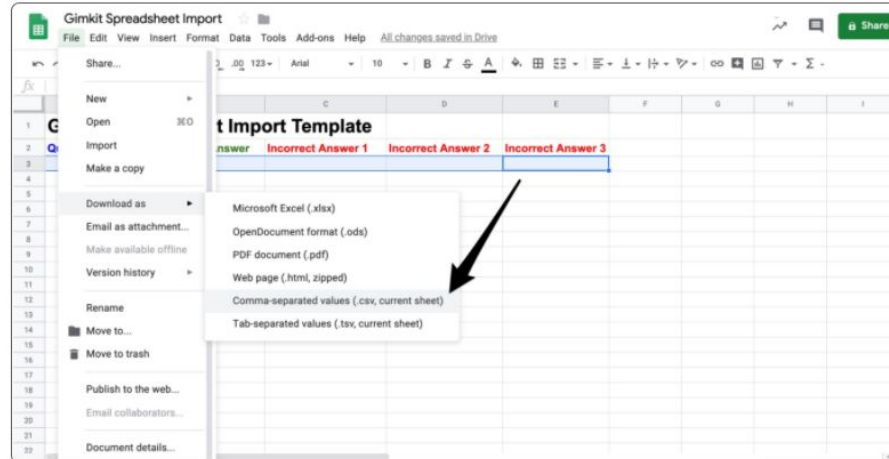 Gimkit Spreadsheet Import
File Edit View Insert Format Data Tools Add-ons Help All changes saved in Drive
Share
.0 .00 123 Arial 10 B I S A
fx
C D E F G H I
Share...
New
Open ⌘O
Import
Make a copy
Download as
Email as attachment...
Make available offline
Version history
Rename
Move to...
Move to trash
Publish to the web...
Email collaborators...
Document details...
1 G t Import Template
2 Qu nswer Incorrect Answer 1 Incorrect Answer 2 Incorrect Answer 3
3
4
5
6
7
8
9
10
11
12
13
14
15
16
17
18
19
20
21
22
Microsoft Excel (.xlsx)
OpenDocument format (.ods)
PDF document (.pdf)
Web page (.html, zipped)
Comma-separated values (.csv, current sheet)
Tab-separated values (.tsv, current sheet)